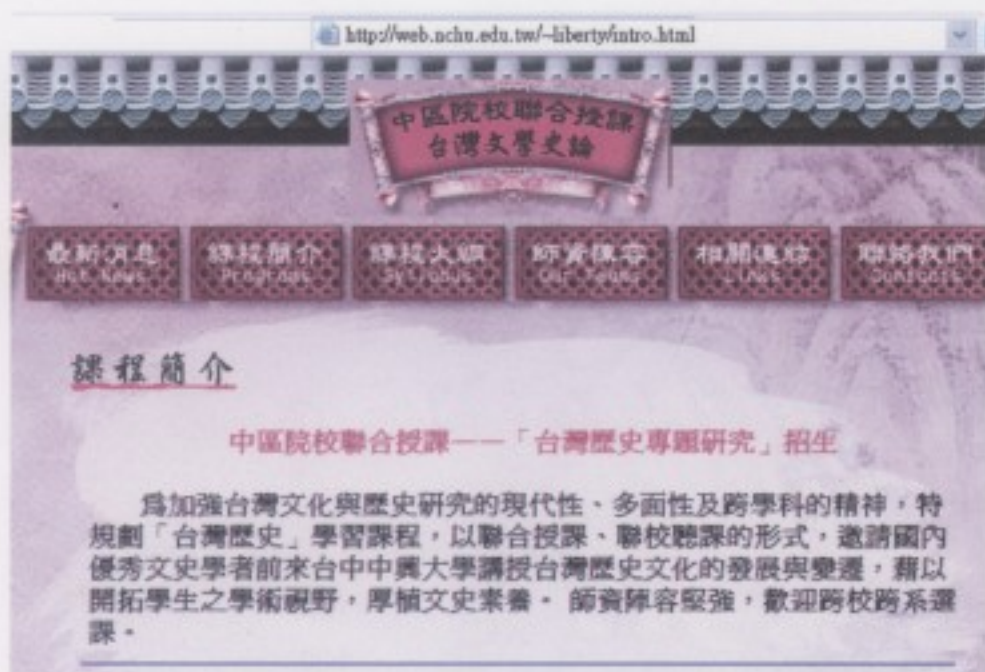 http://web.nchu.edu.tw/~liberty/intro.html
中區院校聯合授課
台灣文學史論
最新消息 課程簡介 課程大綱 師資陣容 相關連結 聯絡我們
Hot News Programs Syllabus Our Teams Links Contacts
課程簡介
中區院校聯合授課——「台灣歷史專題研究」招生
為加強台灣文化與歷史研究的現代性、多面性及跨學科的精神，特
規劃「台灣歷史」學習課程，以聯合授課、聯校聽課的形式，邀請國內
優秀文史學者前來台中中興大學講授台灣歷史文化的發展與變遷，藉以
開拓學生之學術視野，厚植文史素養。 師資陣容堅強，歡迎跨校跨系選
課。